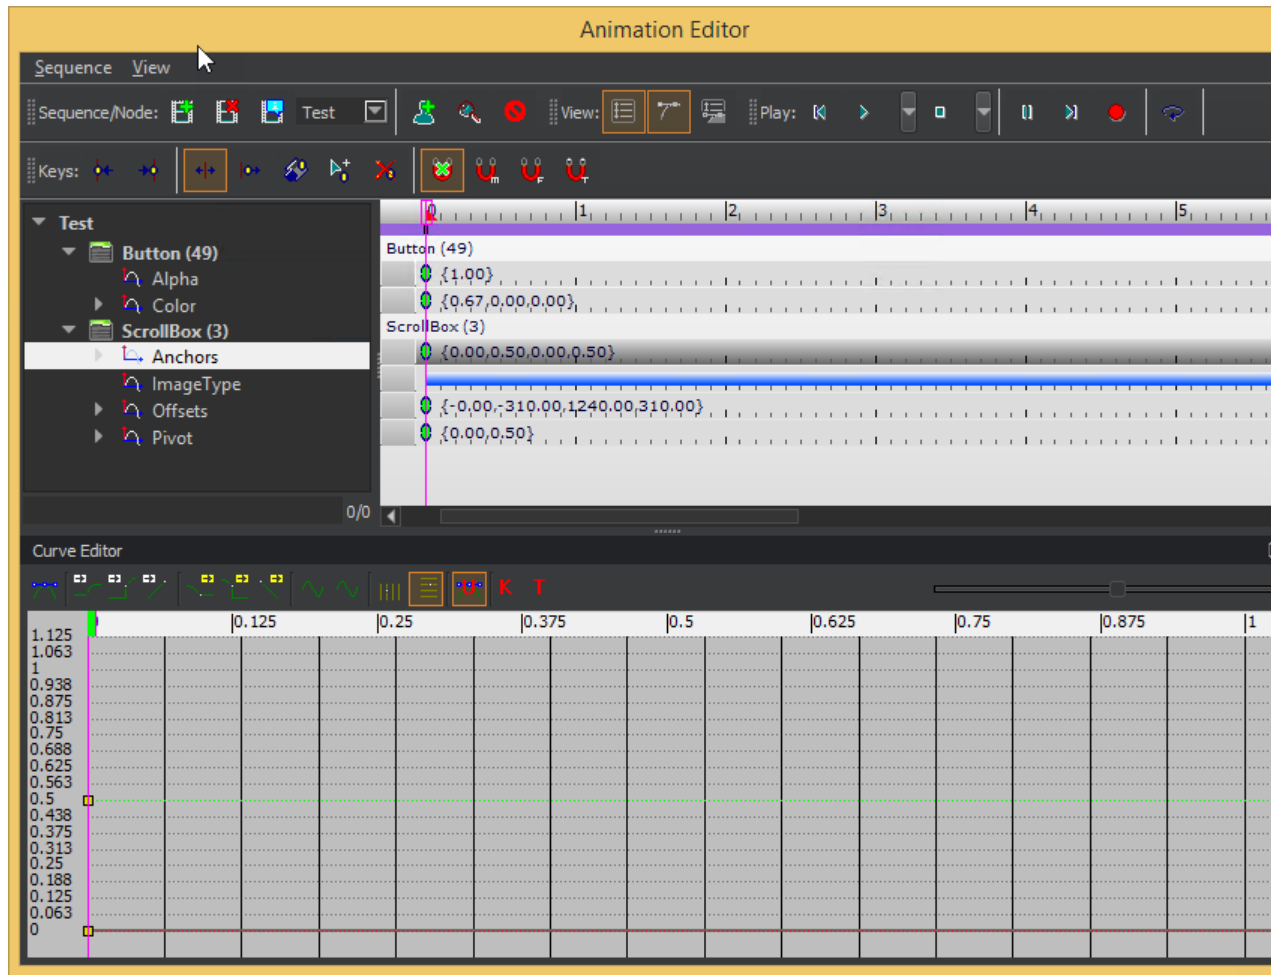 Animation Editor
Sequence View
Sequence/Node: Test View: Play:
Keys: m F T
Test
0 1 2 3 4 5
Button (49)
Button (49)
Alpha
{1.00}
Color
{0.67,0.00,0.00}
ScrollBox (3)
ScrollBox (3)
Anchors
{0.00,0.50,0.00,0.50}
ImageType
Offsets
{-0.00,-310.00,1240.00,310.00}
Pivot
{0.00,0.50}
0/0
Curve Editor
K T
0.125 0.25 0.375 0.5 0.625 0.75 0.875 1
1.125
1.063
1
0.938
0.875
0.813
0.75
0.688
0.625
0.563
0.5
0.438
0.375
0.313
0.25
0.188
0.125
0.063
0